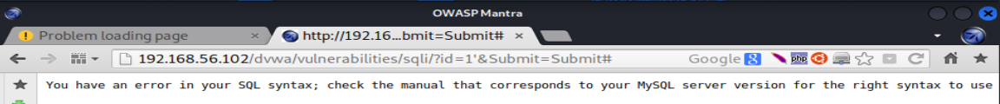 OWASP Mantra
Problem loading page × http://192.16...bmit=Submit# ×
192.168.56.102/dvwa/vulnerabilities/sqli/?id=1'&Submit=Submit# Google 8 php
You have an error in your SQL syntax; check the manual that corresponds to your MySQL server version for the right syntax to use